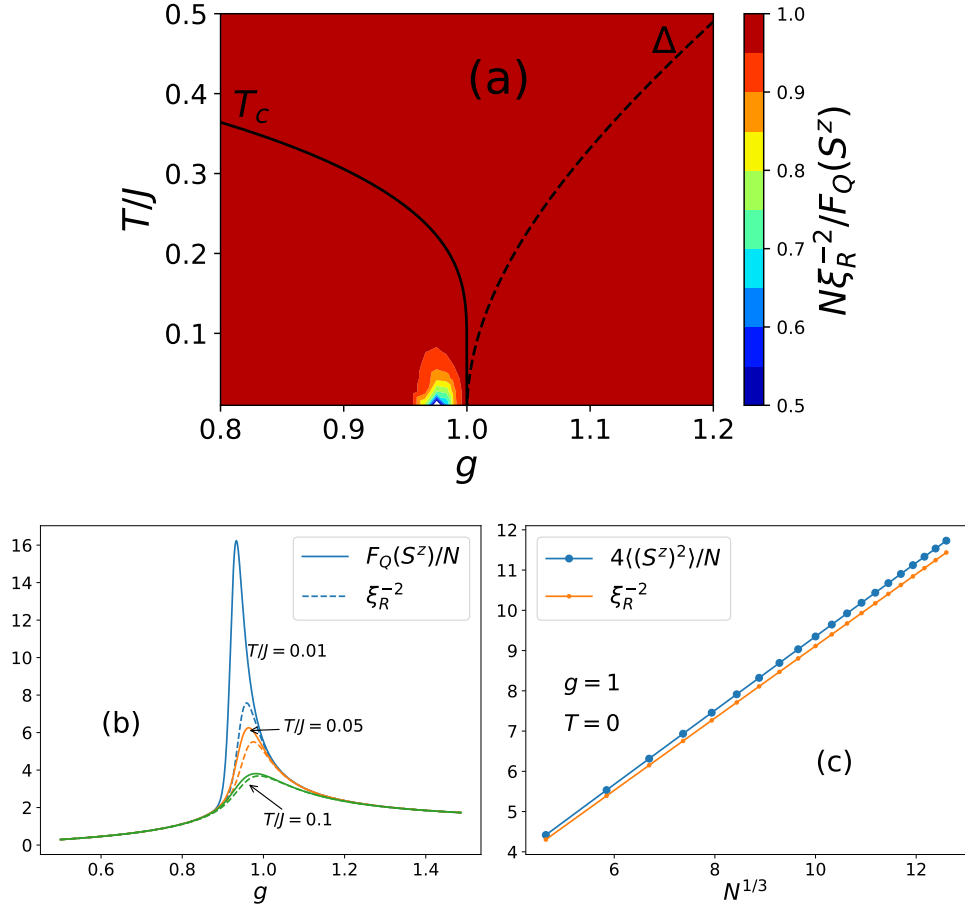 (a)
T_c
Δ
0.5
0.4
0.3
0.2
0.1
T/J
0.8 0.9 1.0 1.1 1.2
g
1.0
0.9
0.8
0.7
0.6
0.5
Nξ_R^{-2}/F_Q(S^z)
16
14
12
10
8
6
4
2
0
F_Q(S^z)/N
ξ_R^{-2}
T/J = 0.01
T/J = 0.05
T/J = 0.1
(b)
0.6 0.8 1.0 1.2 1.4
g
12
11
10
9
8
7
6
5
4
4⟨(S^z)^2⟩/N
ξ_R^{-2}
g = 1
T = 0
(c)
6 8 10 12
N^{1/3}